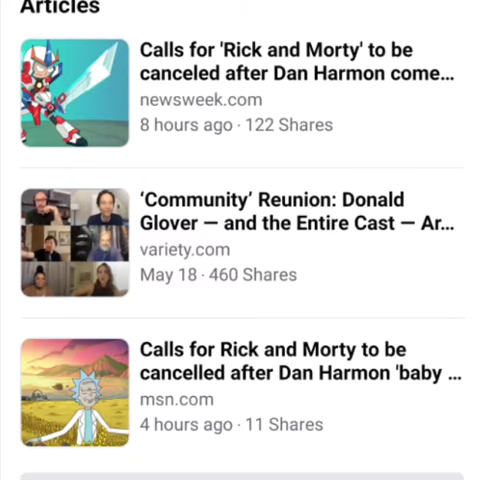 Articles
Calls for 'Rick and Morty' to be
canceled after Dan Harmon come...
newsweek.com
8 hours ago · 122 Shares
‘Community’ Reunion: Donald
Glover — and the Entire Cast — Ar...
variety.com
May 18 · 460 Shares
Calls for Rick and Morty to be
cancelled after Dan Harmon 'baby ...
msn.com
4 hours ago · 11 Shares